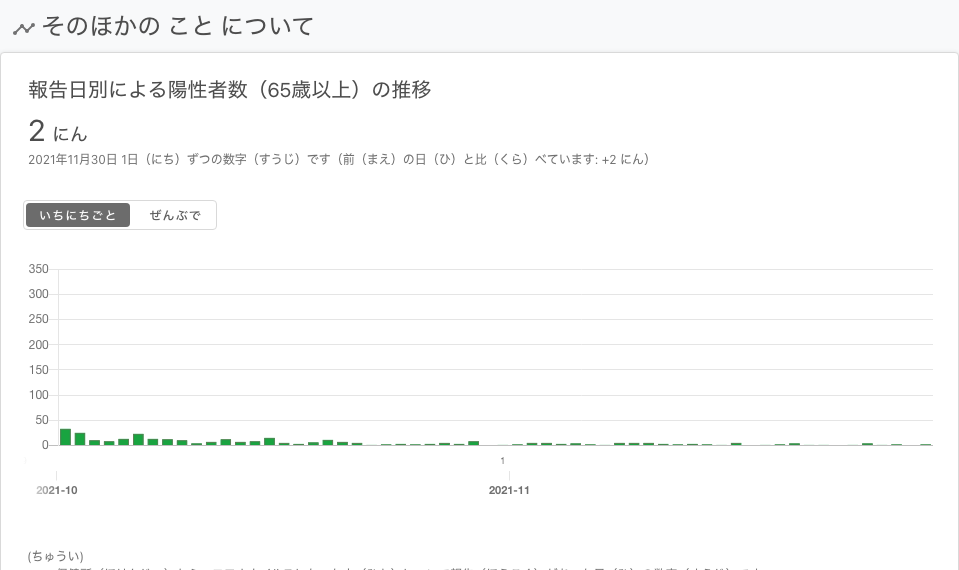 そのほかの こと について
報告日別による陽性者数（65歳以上）の推移
2 にん
2021年11月30日 1日（にち）ずつの数字（すうじ）です（前（まえ）の日（ひ）と比（くら）べています: +2 にん）
いちにちごと ぜんぶで
350
300
250
200
150
100
50
0
1
2021-10 2021-11
(ちゅうい)